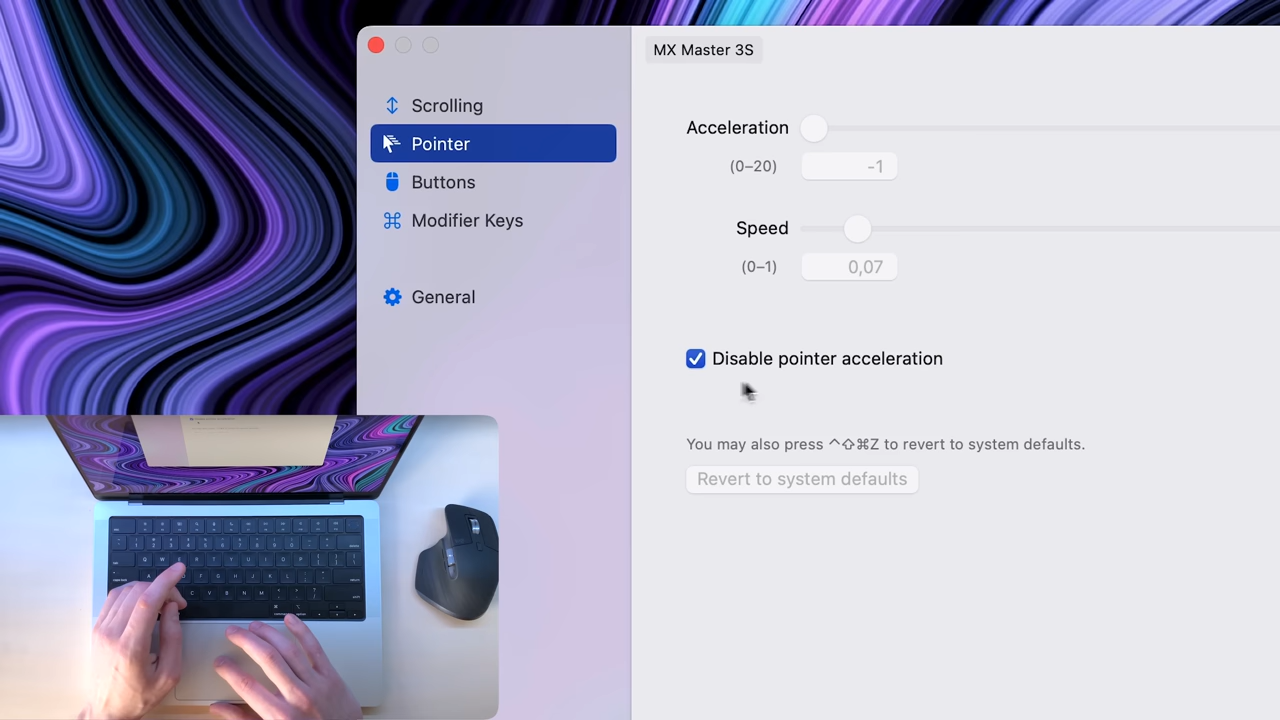 MX Master 3S
Scrolling
Pointer
Buttons
Modifier Keys
General
Acceleration
(0–20)
-1
Speed
(0–1)
0,07
Disable pointer acceleration
You may also press ^⇧⌘Z to revert to system defaults.
Revert to system defaults